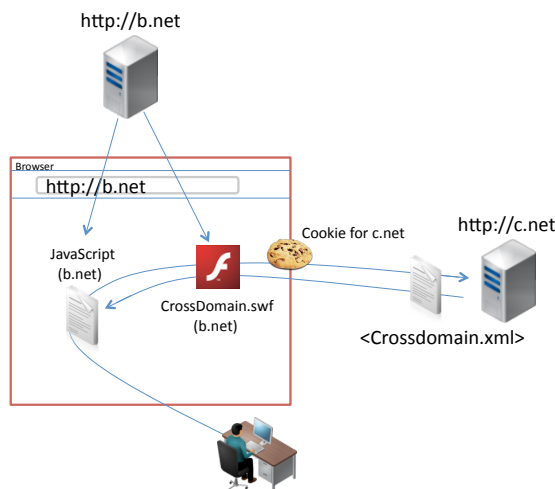 http://b.net
Browser
http://b.net
http://c.net
Cookie for c.net
JavaScript
(b.net)
CrossDomain.swf
(b.net)
<Crossdomain.xml>